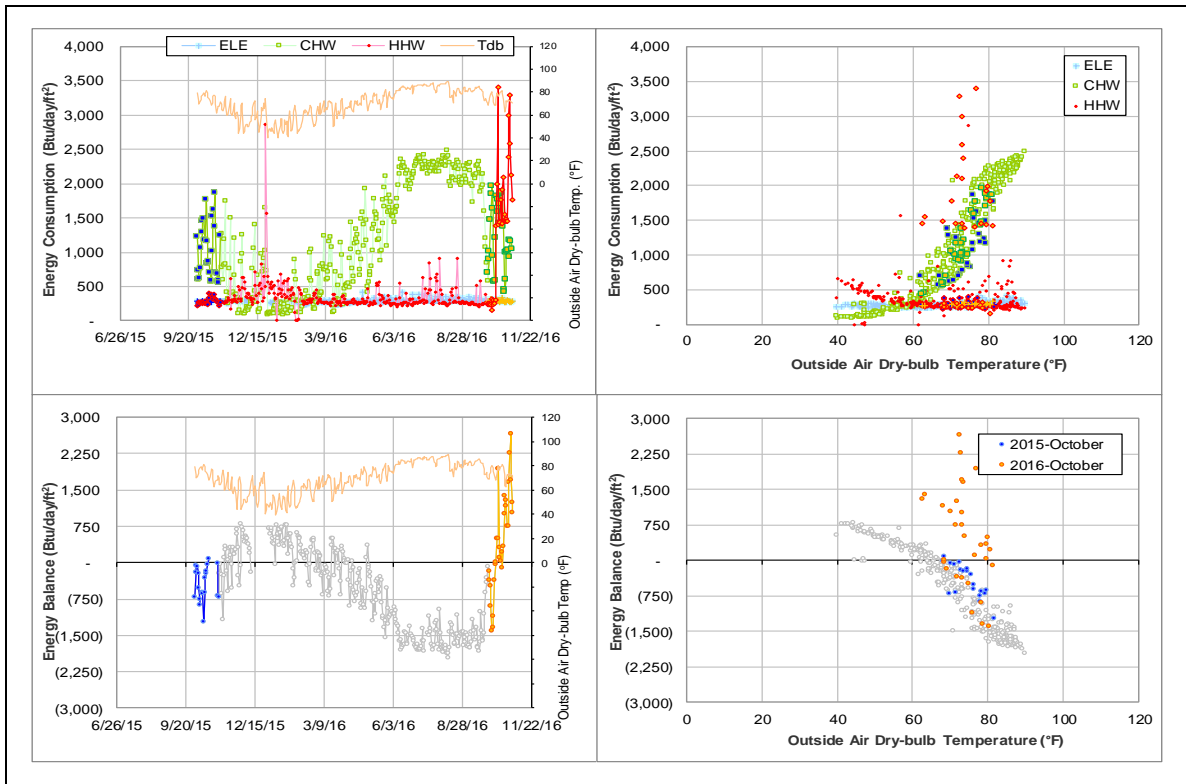 ELE CHW HHW Tdb
4,000
3,500
3,000
2,500
2,000
1,500
1,000
500
-
Energy Consumption (Btu/day/ft²)
120
100
80
60
40
20
0
Outside Air Dry-bulb Temp. (°F)
6/26/15 9/20/15 12/15/15 3/9/16 6/3/16 8/28/16 11/22/16
4,000
3,500
3,000
2,500
2,000
1,500
1,000
500
-
Energy Consumption (Btu/day/ft²)
ELE
CHW
HHW
0 20 40 60 80 100 120
Outside Air Dry-bulb Temperature (°F)
3,000
2,250
1,500
750
-
(750)
(1,500)
(2,250)
(3,000)
Energy Balance (Btu/day/ft²)
120
100
80
60
40
20
0
Outside Air Dry-bulb Temp (°F)
6/26/15 9/20/15 12/15/15 3/9/16 6/3/16 8/28/16 11/22/16
3,000
2,250
1,500
750
-
(750)
(1,500)
(2,250)
(3,000)
Energy Balance (Btu/day/ft²)
2015-October
2016-October
0 20 40 60 80 100 120
Outside Air Dry-bulb Temperature (°F)